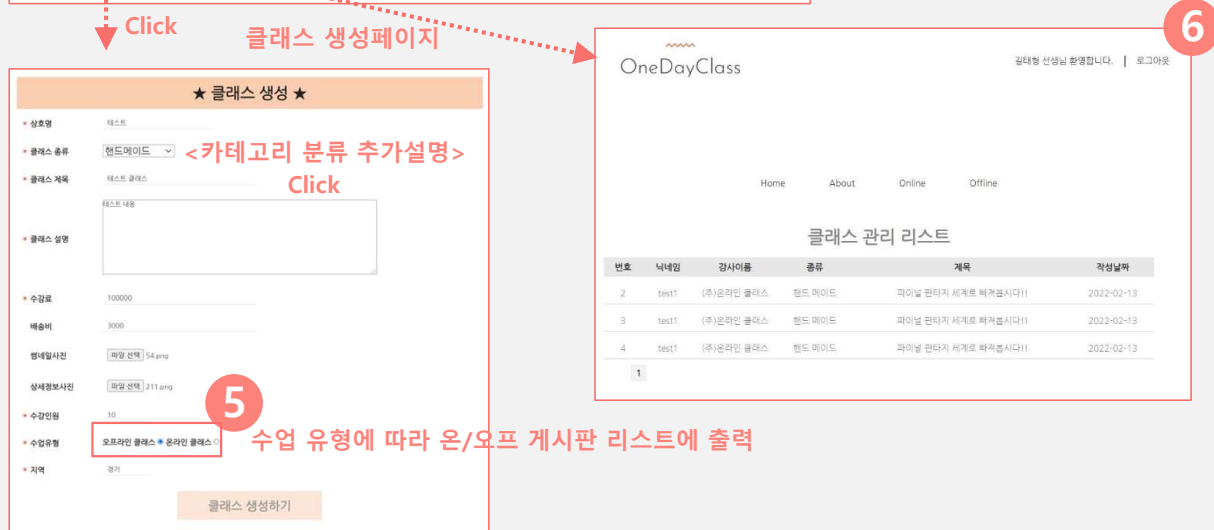 Click
클래스 생성페이지
★ 클래스 생성 ★
* 상호명 테스트
* 클래스 종류 핸드메이드
<카테고리 분류 추가설명>
Click
* 클래스 제목 테스트 클래스
* 클래스 설명 테스트 내용
* 수강료 100000
배송비 3000
썸네일사진 파일 선택 54.png
상세정보사진 파일 선택 211.png
* 수강인원 10
5
* 수업유형 오프라인 클래스 온라인 클래스
수업 유형에 따라 온/오프 게시판 리스트에 출력
* 지역 경기
클래스 생성하기
6
OneDayClass
김태형 선생님 환영합니다. | 로그아웃
Home About Online Offline
클래스 관리 리스트
번호 닉네임 강사이름 종류 제목 작성날짜
2 test1 (주)온라인 클래스 핸드 메이드 파이널 판타지 세계로 빠져봅시다!! 2022-02-13
3 test1 (주)온라인 클래스 핸드 메이드 파이널 판타지 세계로 빠져봅시다!! 2022-02-13
4 test1 (주)온라인 클래스 핸드 메이드 파이널 판타지 세계로 빠져봅시다!! 2022-02-13
1